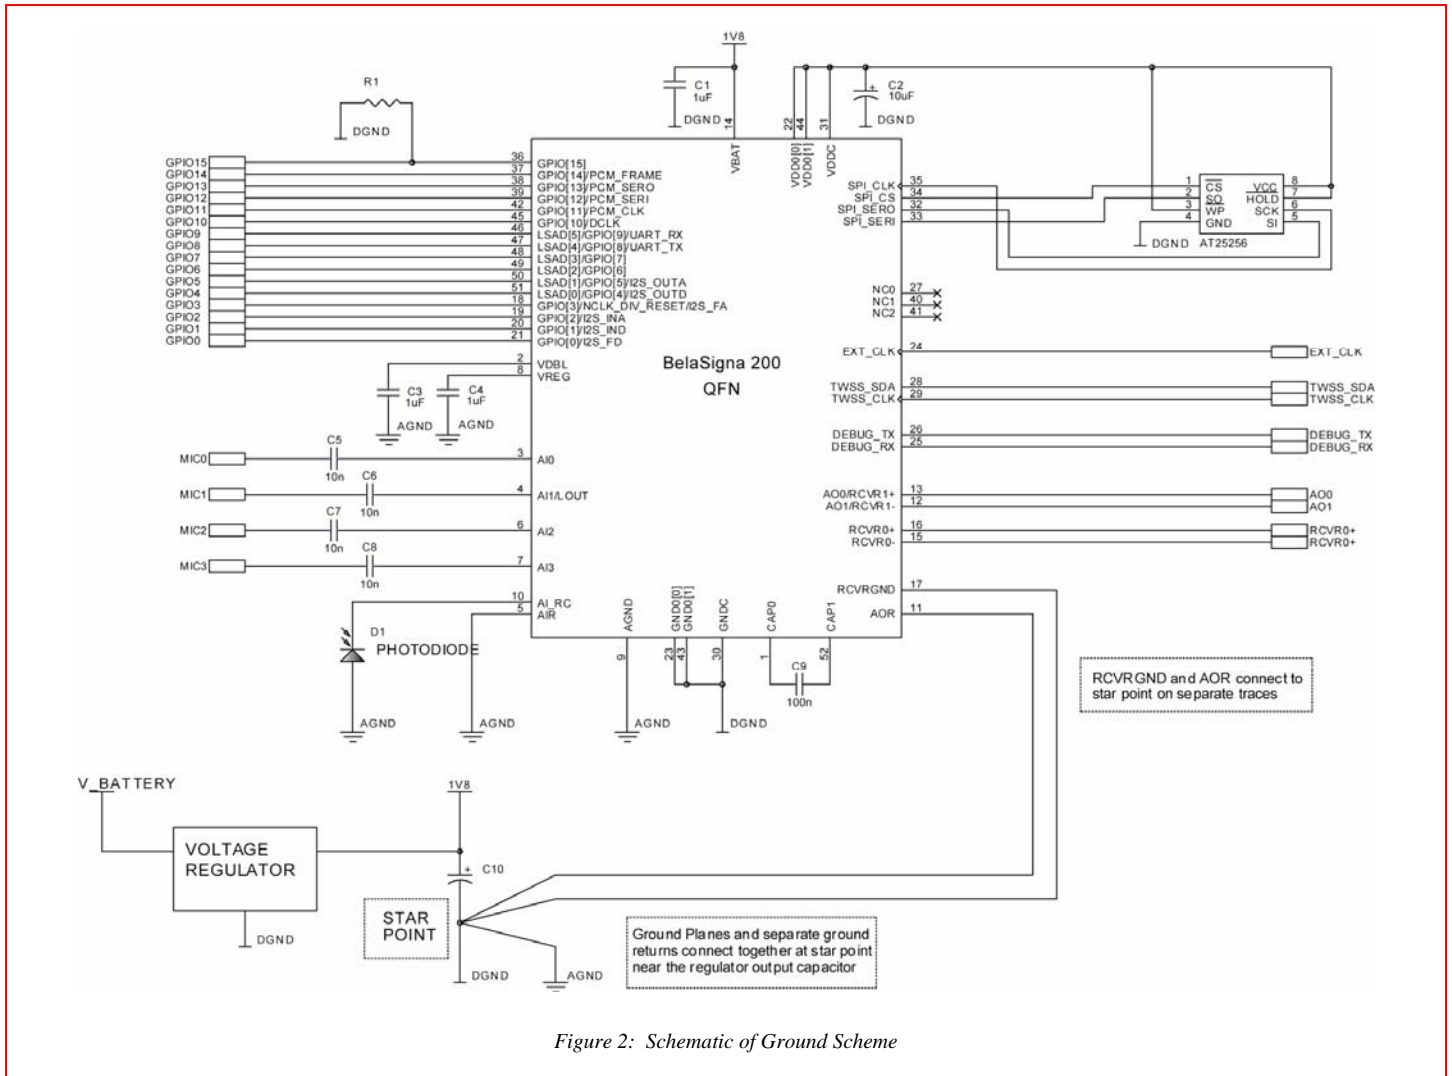 1V8
R1
DGND
C1
1uF
DGND
14
VBAT
22
44
31
VDD0[0]
VDD0[1]
VDDC
+
C2
10uF
DGND
GPIO15
GPIO14
GPIO13
GPIO12
GPIO11
GPIO10
GPIO9
GPIO8
GPIO7
GPIO6
GPIO5
GPIO4
GPIO3
GPIO2
GPIO1
GPIO0
36 GPIO[15]
37 GPIO[14]/PCM_FRAME
38 GPIO[13]/PCM_SERO
39 GPIO[12]/PCM_SERI
42 GPIO[11]/PCM_CLK
45 GPIO[10]/DCLK
46 LSAD[5]/GPIO[9]/UART_RX
47 LSAD[4]/GPIO[8]/UART_TX
48 LSAD[3]/GPIO[7]
49 LSAD[2]/GPIO[6]
50 LSAD[1]/GPIO[5]/I2S_OUTA
51 LSAD[0]/GPIO[4]/I2S_OUTD
18 GPIO[3]/NCLK_DIV_RESET/I2S_FA
19 GPIO[2]/I2S_INA
20 GPIO[1]/I2S_IND
21 GPIO[0]/I2S_FD
2 VDBL
8 VREG
C3
1uF
AGND
C4
1uF
AGND
MIC0
C5
10n
3 AI0
MIC1
C6
10n
4 AI1/LOUT
MIC2
C7
10n
6 AI2
MIC3
C8
10n
7 AI3
10 AI_RC
5 AIR
D1
PHOTODIODE
AGND
AGND
BelaSigna 200
QFN
SPI_CLK 35
SPI_CS 34
SPI_SERO 32
SPI_SERI 33
1 CS
2 SO
3 WP
4 GND
VCC 8
HOLD 7
SCK 6
SI 5
DGND
AT25256
NC0 27
NC1 40
NC2 41
EXT_CLK 24 EXT_CLK
TWSS_SDA 28 TWSS_SDA
TWSS_CLK 29 TWSS_CLK
DEBUG_TX 26 DEBUG_TX
DEBUG_RX 25 DEBUG_RX
AO0/RCVR1+ 13 AO0
AO1/RCVR1- 12 AO1
RCVR0+ 16 RCVR0+
RCVR0- 15 RCVR0+
RCVRGND 17
AOR 11
AGND
GND0[0]
GND0[1]
GNDC
CAP0
CAP1
9
23
43
30
1
52
C9
100n
AGND
DGND
RCVRGND and AOR connect to
star point on separate traces
V_BATTERY
VOLTAGE
REGULATOR
DGND
1V8
+
C10
STAR
POINT
DGND
AGND
Ground Planes and separate ground
returns connect together at star point
near the regulator output capacitor
Figure 2: Schematic of Ground Scheme